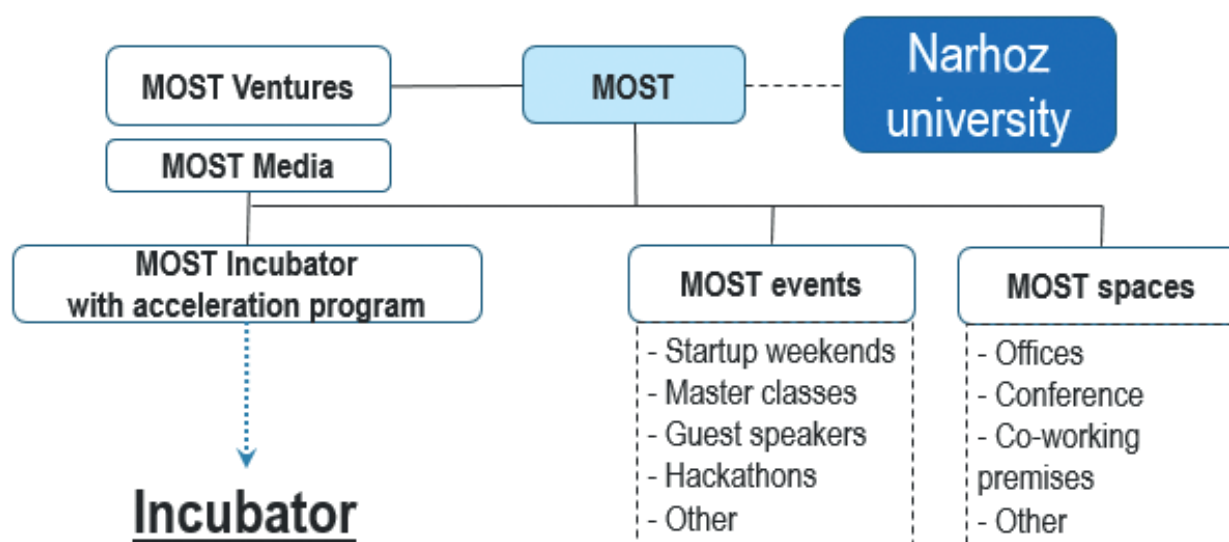 MOST Ventures
MOST
Narhoz
university
MOST Media
MOST Incubator
with acceleration program
MOST events
MOST spaces
- Startup weekends
- Master classes
- Guest speakers
- Hackathons
- Other
- Offices
- Conference
- Co-working
premises
- Other
Incubator